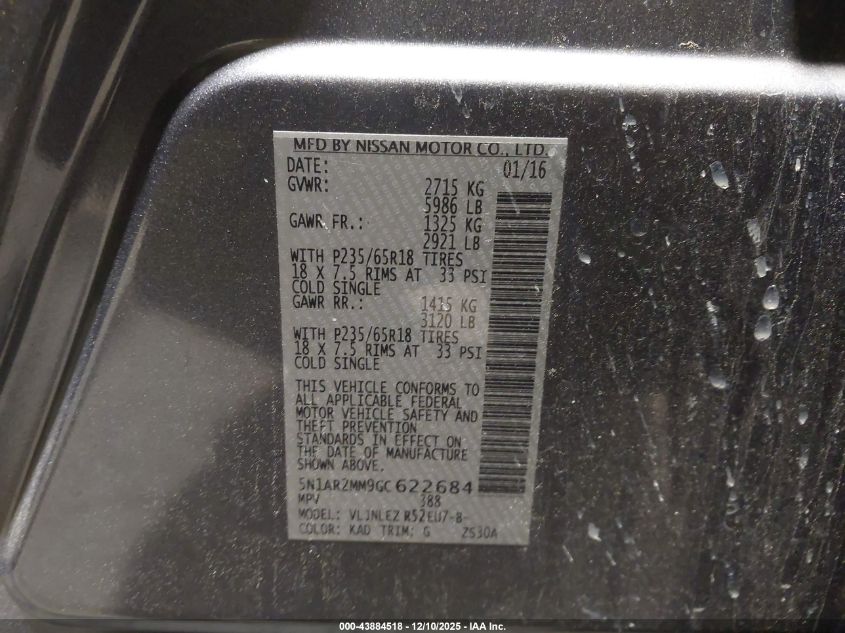 MFD BY NISSAN MOTOR CO., LTD.
DATE: 01/16
GVWR: 2715 KG
5986 LB
GAWR FR.: 1325 KG
2921 LB
WITH P235/65R18 TIRES
18 X 7.5 RIMS AT 33 PSI
COLD SINGLE
GAWR RR.: 1415 KG
3120 LB
WITH P235/65R18 TIRES
18 X 7.5 RIMS AT 33 PSI
COLD SINGLE
THIS VEHICLE CONFORMS TO
ALL APPLICABLE FEDERAL
MOTOR VEHICLE SAFETY AND
THEFT PREVENTION
STANDARDS IN EFFECT ON
THE DATE OF MANUFACTURE
SHOWN ABOVE.
5N1AR2MM9GC622684
MPV 388
MODEL:
COLOR: KAD TRIM: G ZS30A
000-43884518 - 12/10/2025 - IAA Inc.